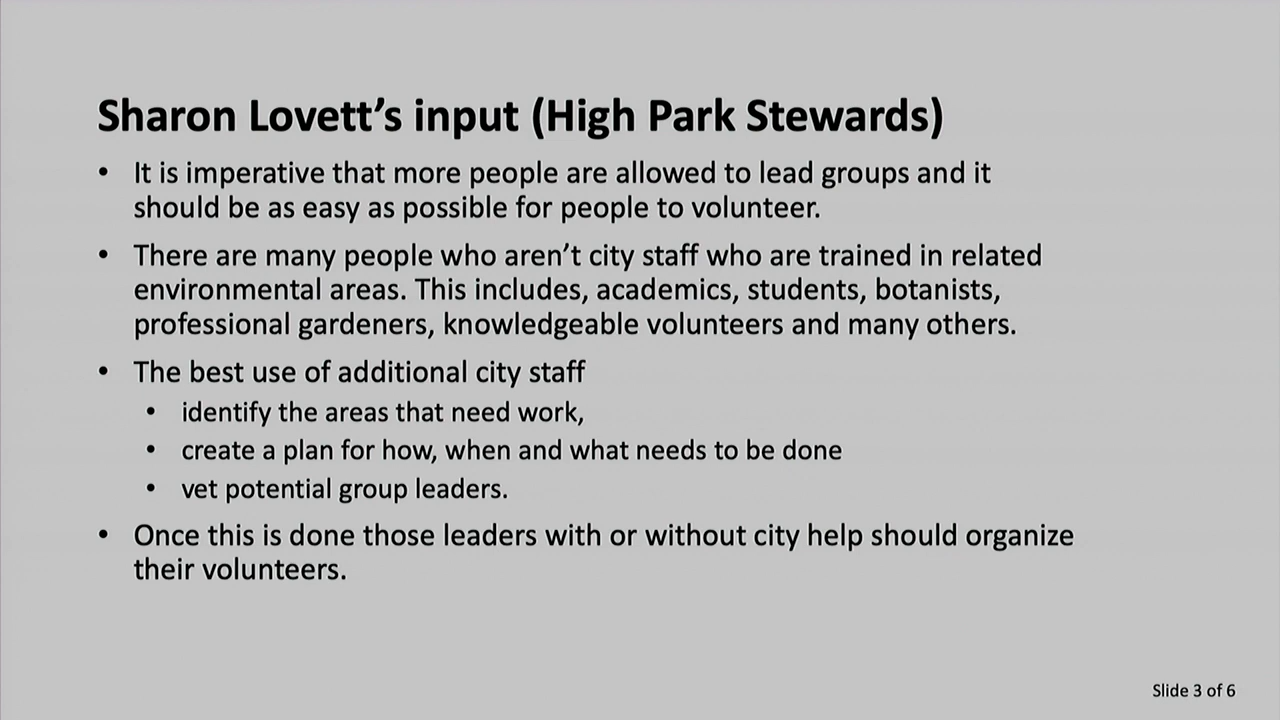 Sharon Lovett’s input (High Park Stewards)
• It is imperative that more people are allowed to lead groups and it
should be as easy as possible for people to volunteer.
• There are many people who aren’t city staff who are trained in related
environmental areas. This includes, academics, students, botanists,
professional gardeners, knowledgeable volunteers and many others.
• The best use of additional city staff
• identify the areas that need work,
• create a plan for how, when and what needs to be done
• vet potential group leaders.
• Once this is done those leaders with or without city help should organize
their volunteers.
Slide 3 of 6